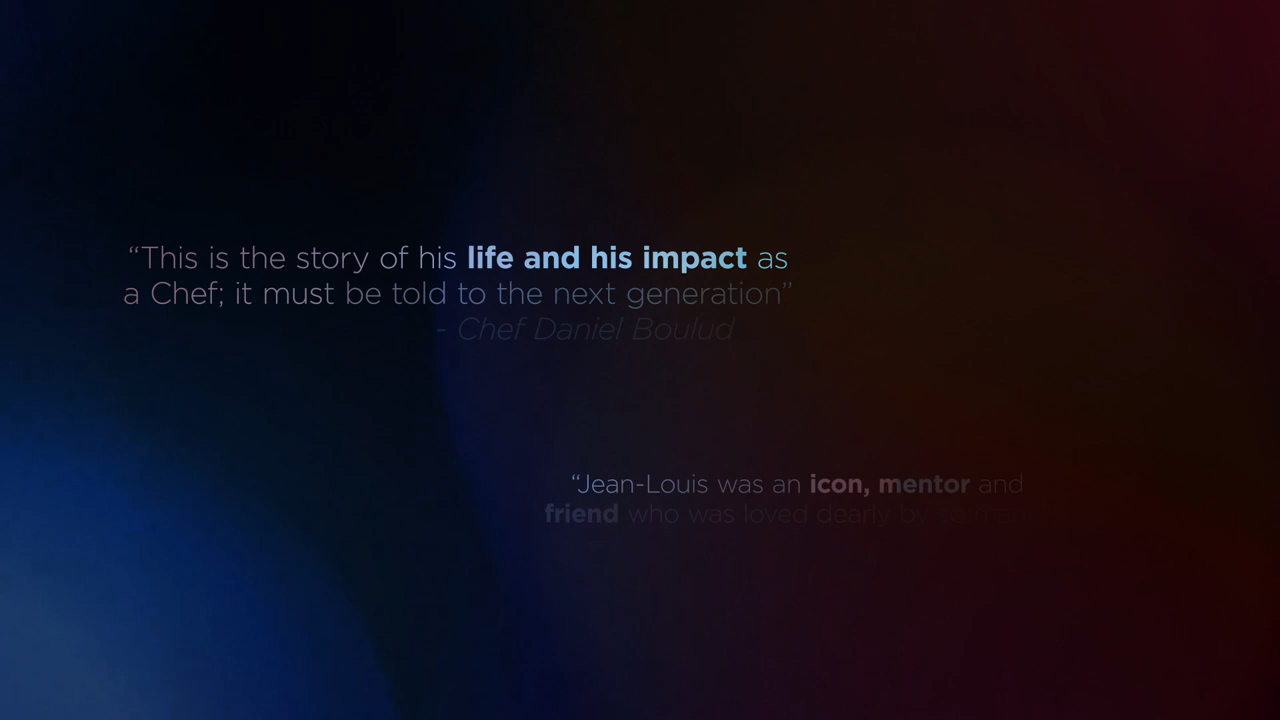 “This is the story of his life and his impact as
a Chef; it must be told to the next generation”
- Chef Daniel Boulud
“Jean-Louis was an icon, mentor and
friend who was loved dearly by